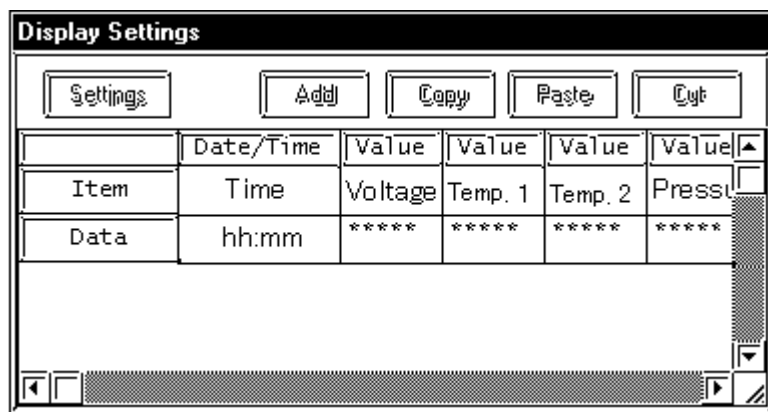 Display Settings
Settings Add Copy Paste Cut
Date/Time Value Value Value Value
Item Time Voltage Temp. 1 Temp. 2 Pressu
Data hh:mm ***** ***** ***** *****